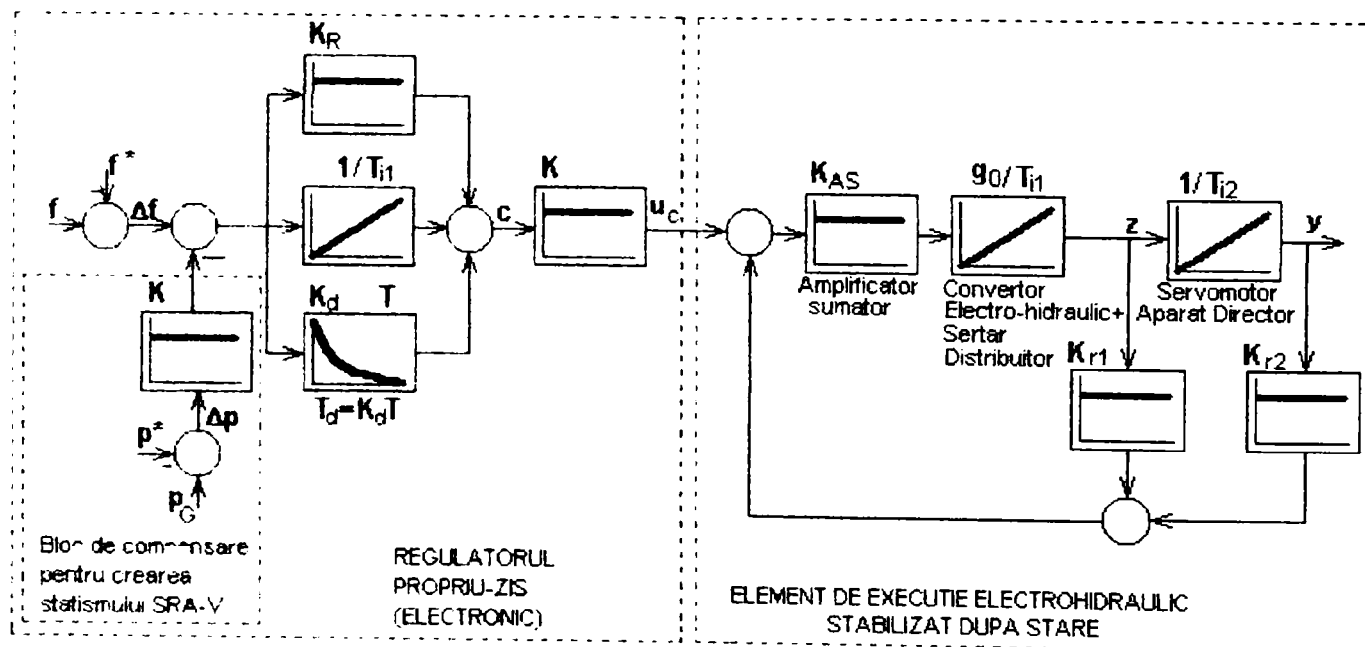 K_R
f*
1/T_i1
K
f
Δf
c
u_c
K_AS
g_0/T_i1
1/T_i2
z
y
K
K_d T
T_d=K_dT
p*
Δp
p_G
Amplificator
sumator
Convertor
Electro-hidraulic+
Sertar
Distribuitor
Servomotor
Aparat Director
K_r1
K_r2
de
pentru crearea
statismului SRA-V
REGULATORUL
PROPRIU-ZIS
(ELECTRONIC)
ELEMENT DE EXECUTIE ELECTROHIDRAULIC
STABILIZAT DUPA STARE